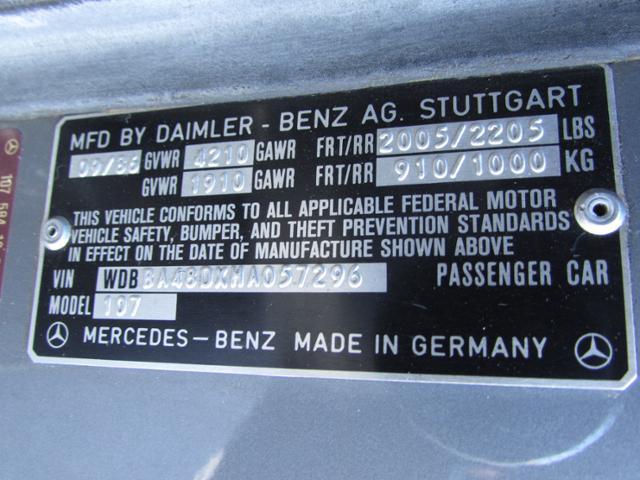 MFD BY DAIMLER - BENZ AG. STUTTGART
09/86 GVWR 4210 GAWR FRT/RR 2005/2205 LBS
GVWR 1910 GAWR FRT/RR 910/1000 KG
THIS VEHICLE CONFORMS TO ALL APPLICABLE FEDERAL MOTOR
VEHICLE SAFETY, BUMPER, AND THEFT PREVENTION STANDARDS
IN EFFECT ON THE DATE OF MANUFACTURE SHOWN ABOVE
VIN WDB BA48DXHA057296 PASSENGER CAR
MODEL 107
MERCEDES-BENZ MADE IN GERMANY
107 584